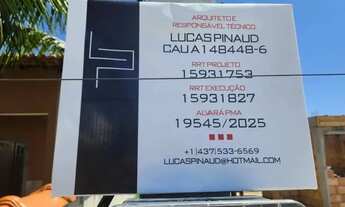 ARQUITETO E
RESPONSÁVEL TÉCNICO
LUCAS PINAUD
CAU A148448-6
RRT PROJETO
15931753
RRT EXECUÇÃO
15931827
ALVARÁ PMA
19545/2025
+1(437)533-6569
LUCASPINAUD@HOTMAIL.COM